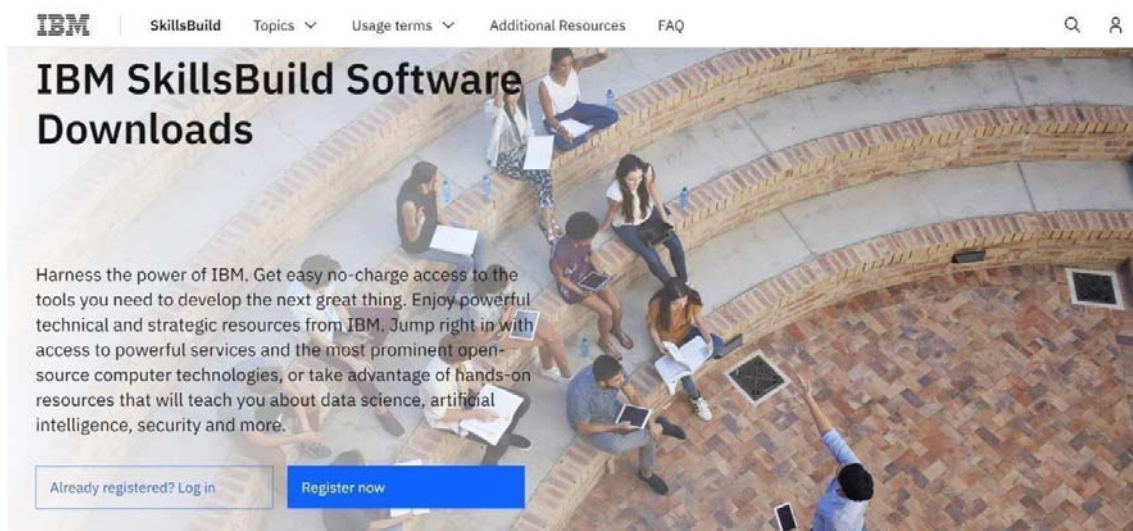 IBM SkillsBuild Topics Usage terms Additional Resources FAQ
IBM SkillsBuild Software
Downloads
Harness the power of IBM. Get easy no-charge access to the
tools you need to develop the next great thing. Enjoy powerful
technical and strategic resources from IBM. Jump right in with
access to powerful services and the most prominent open-
source computer technologies, or take advantage of hands-on
resources that will teach you about data science, artificial
intelligence, security and more.
Already registered? Log in Register now